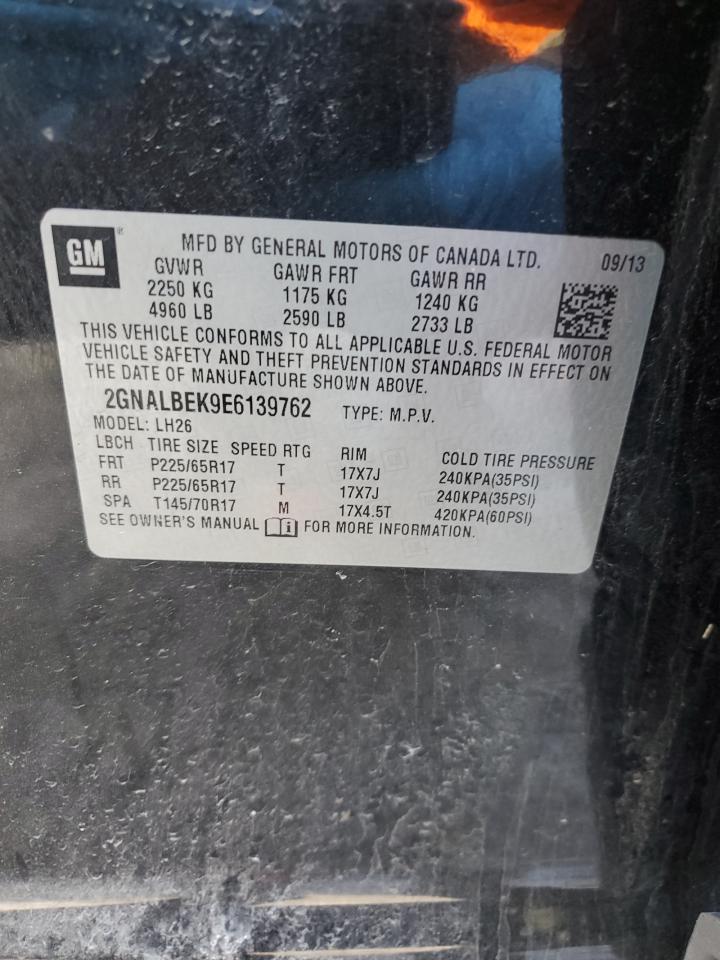 GM
MFD BY GENERAL MOTORS OF CANADA LTD. 09/13
GVWR GAWR FRT GAWR RR
2250 KG 1175 KG 1240 KG
4960 LB 2590 LB 2733 LB
THIS VEHICLE CONFORMS TO ALL APPLICABLE U.S. FEDERAL MOTOR
VEHICLE SAFETY AND THEFT PREVENTION STANDARDS IN EFFECT ON
THE DATE OF MANUFACTURE SHOWN ABOVE.
2GNALBEK9E6139762 TYPE: M.P.V.
MODEL: LH26
LBCH TIRE SIZE SPEED RTG RIM COLD TIRE PRESSURE
FRT P225/65R17 T 17X7J 240KPA(35PSI)
RR P225/65R17 T 17X7J 240KPA(35PSI)
SPA T145/70R17 M 17X4.5T 420KPA(60PSI)
SEE OWNER'S MANUAL i FOR MORE INFORMATION.